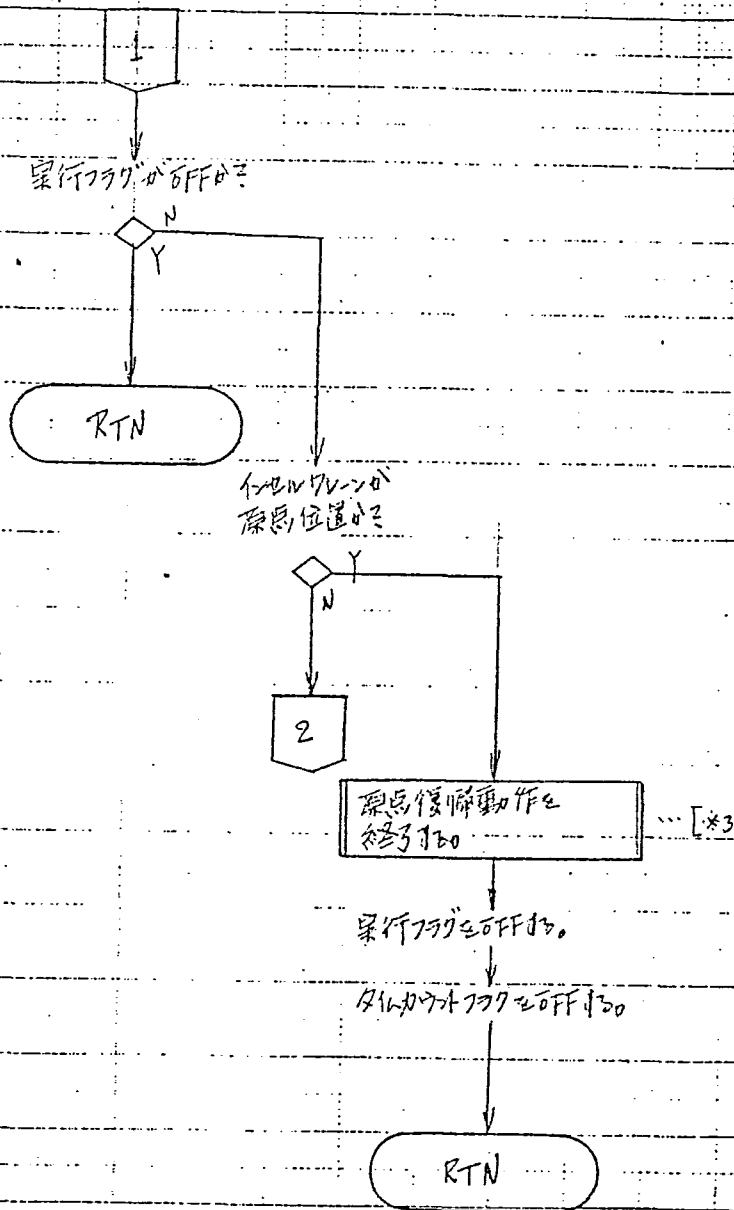 1
実行フラグがOFFか?
N
Y
RTN
インセルクレーンが
原点位置か?
Y
N
2
原点復帰動作を
終了する。
…[※3
実行フラグをOFFする。
タイムカウントフラグをOFFする。
RTN